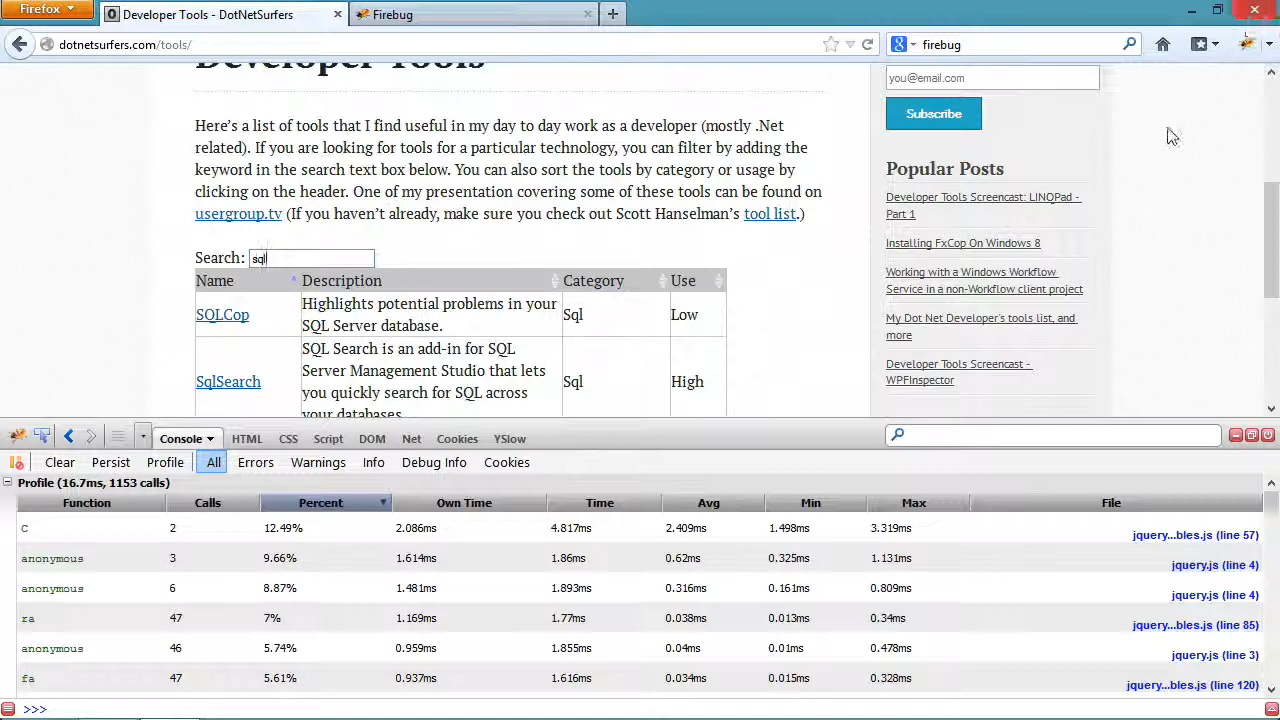 Firefox
Developer Tools - DotNetSurfers
Firebug
dotnetsurfers.com/tools/
firebug
Developer Tools
Here's a list of tools that I find useful in my day to day work as a developer (mostly .Net
related). If you are looking for tools for a particular technology, you can filter by adding the
keyword in the search text box below. You can also sort the tools by category or usage by
clicking on the header. One of my presentation covering some of these tools can be found on
usergroup.tv (If you haven't already, make sure you check out Scott Hanselman's tool list.)
Search: sql
Name Description Category Use
SQLCop Highlights potential problems in your SQL Server database. Sql Low
SqlSearch SQL Search is an add-in for SQL Server Management Studio that lets you quickly search for SQL across your databases. Sql High
you@email.com
Subscribe
Popular Posts
Developer Tools Screencast: LINQPad -
Part 1
Installing FxCop On Windows 8
Working with a Windows Workflow
Service in a non-Workflow client project
My Dot Net Developer's tools list, and
more
Developer Tools Screencast -
WPFInspector
Console HTML CSS Script DOM Net Cookies YSlow
Clear Persist Profile All Errors Warnings Info Debug Info Cookies
Profile (16.7ms, 1153 calls)
Function Calls Percent Own Time Time Avg Min Max File
C 2 12.49% 2.086ms 4.817ms 2.409ms 1.498ms 3.319ms jquery...bles.js (line 57)
anonymous 3 9.66% 1.614ms 1.86ms 0.62ms 0.325ms 1.131ms jquery.js (line 4)
anonymous 6 8.87% 1.481ms 1.893ms 0.316ms 0.161ms 0.809ms jquery.js (line 4)
ra 47 7% 1.169ms 1.77ms 0.038ms 0.013ms 0.34ms jquery...bles.js (line 85)
anonymous 46 5.74% 0.959ms 1.855ms 0.04ms 0.01ms 0.478ms jquery.js (line 3)
fa 47 5.61% 0.937ms 1.616ms 0.034ms 0.015ms 0.328ms jquery...bles.js (line 120)
>>>